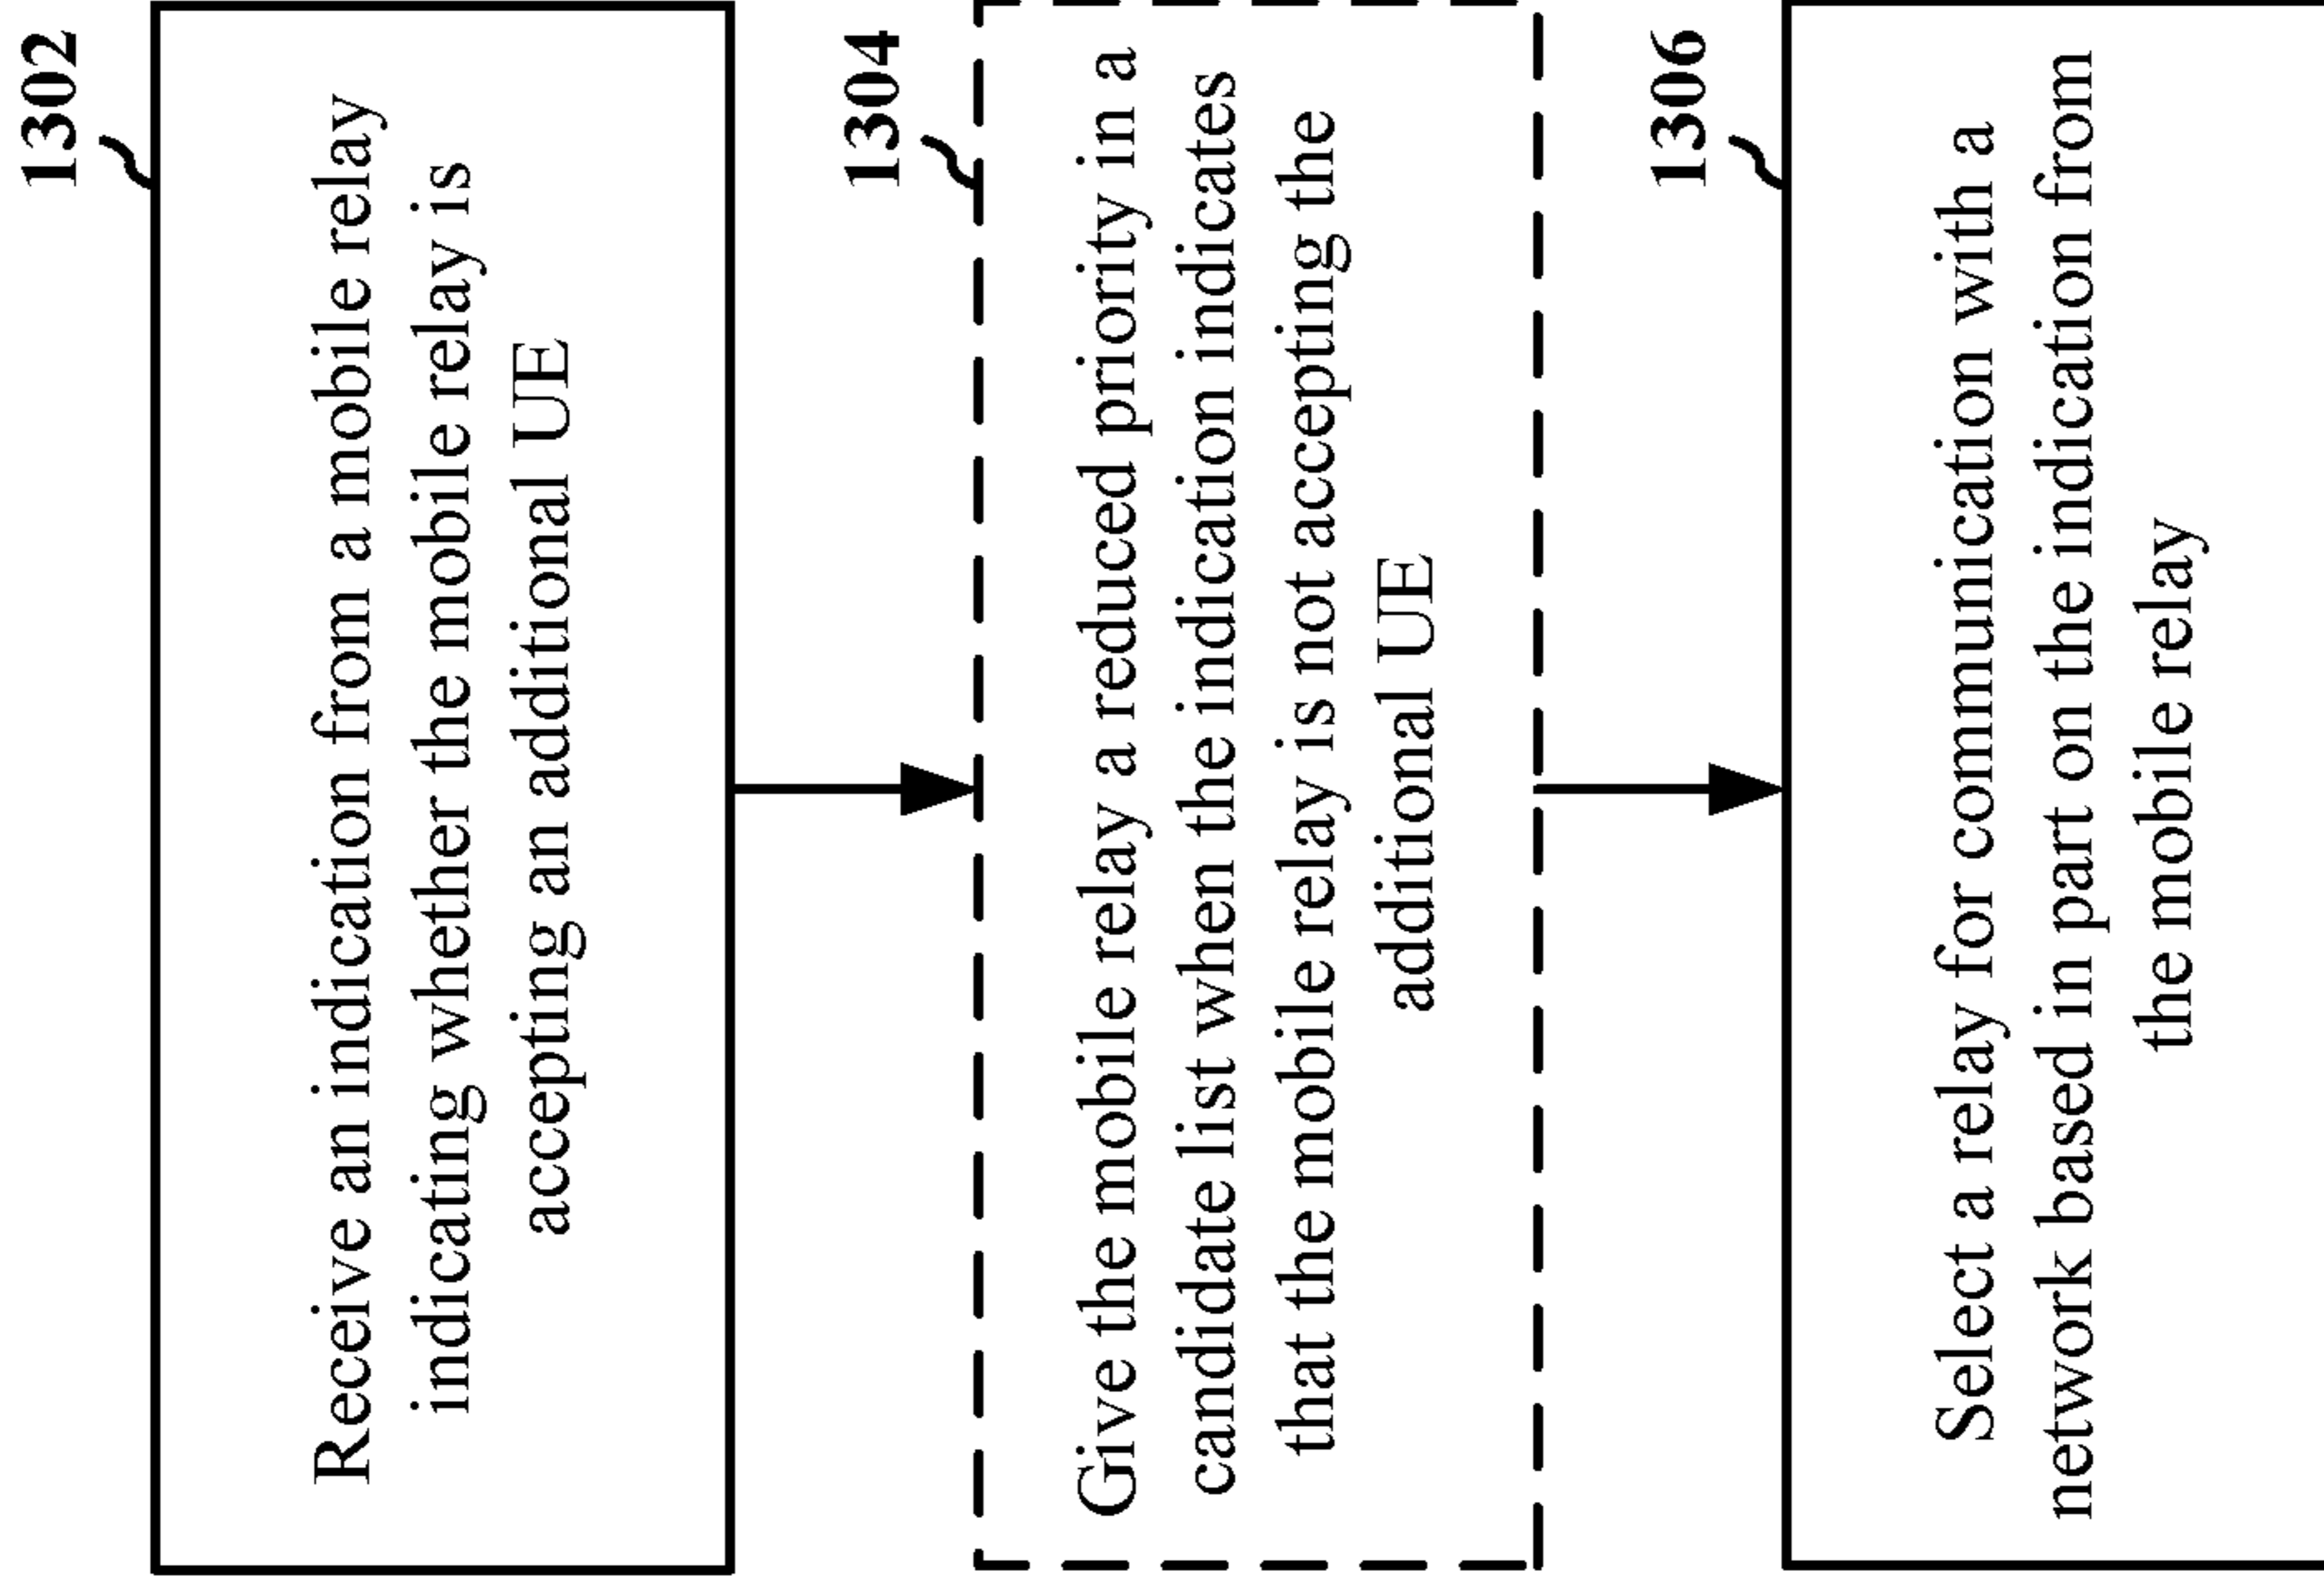 1302
Receive an indication from a mobile relay
indicating whether the mobile relay is
accepting an additional UE
1304
Give the mobile relay a reduced priority in a
candidate list when the indication indicates
that the mobile relay is not accepting the
additional UE
1306
Select a relay for communication with a
network based in part on the indication from
the mobile relay